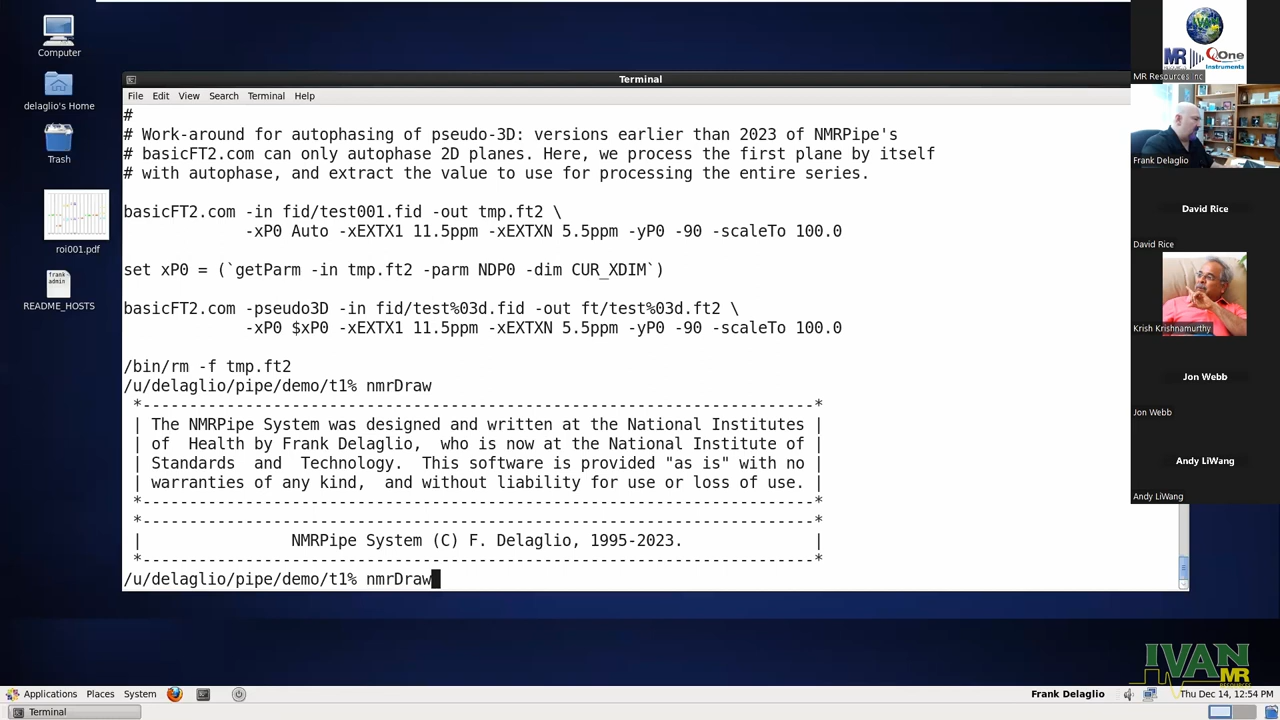 Computer
delaglio's Home
Trash
roi001.pdf
frank
admin
README_HOSTS
Terminal
File Edit View Search Terminal Help
#
# Work-around for autophasing of pseudo-3D: versions earlier than 2023 of NMRPipe's
# basicFT2.com can only autophase 2D planes. Here, we process the first plane by itself
# with autophase, and extract the value to use for processing the entire series.
basicFT2.com -in fid/test001.fid -out tmp.ft2 \
-xP0 Auto -xEXTX1 11.5ppm -xEXTXN 5.5ppm -yP0 -90 -scaleTo 100.0
set xP0 = (`getParm -in tmp.ft2 -parm NDP0 -dim CUR_XDIM`)
basicFT2.com -pseudo3D -in fid/test%03d.fid -out ft/test%03d.ft2 \
-xP0 $xP0 -xEXTX1 11.5ppm -xEXTXN 5.5ppm -yP0 -90 -scaleTo 100.0
/bin/rm -f tmp.ft2
/u/delaglio/pipe/demo/t1% nmrDraw
*-----------------------------------------------------------------------*
| The NMRPipe System was designed and written at the National Institutes |
| of Health by Frank Delaglio, who is now at the National Institute of |
| Standards and Technology. This software is provided "as is" with no |
| warranties of any kind, and without liability for use or loss of use. |
*-----------------------------------------------------------------------*
*-----------------------------------------------------------------------*
| NMRPipe System (C) F. Delaglio, 1995-2023. |
*-----------------------------------------------------------------------*
/u/delaglio/pipe/demo/t1% nmrDraw
MR
QOne
Instruments
MR Resources Inc
Frank Delaglio
David Rice
David Rice
Krish Krishnamurthy
Jon Webb
Jon Webb
Andy LiWang
Andy LiWang
IVAN
MR
RESOURCES
Applications Places System
Frank Delaglio
Thu Dec 14, 12:54 PM
Terminal